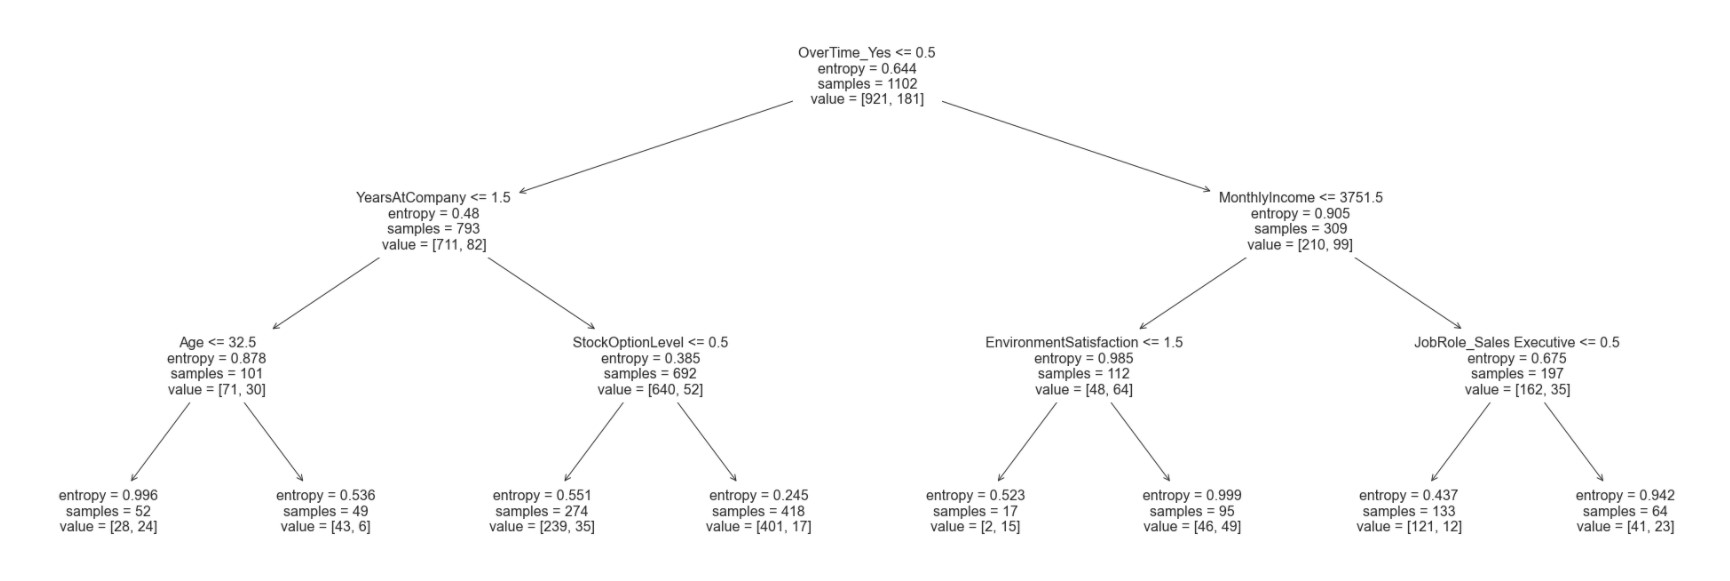 OverTime_Yes <= 0.5
entropy = 0.644
samples = 1102
value = [921, 181]
YearsAtCompany <= 1.5
entropy = 0.48
samples = 793
value = [711, 82]
MonthlyIncome <= 3751.5
entropy = 0.905
samples = 309
value = [210, 99]
Age <= 32.5
entropy = 0.878
samples = 101
value = [71, 30]
StockOptionLevel <= 0.5
entropy = 0.385
samples = 692
value = [640, 52]
EnvironmentSatisfaction <= 1.5
entropy = 0.985
samples = 112
value = [48, 64]
JobRole_Sales Executive <= 0.5
entropy = 0.675
samples = 197
value = [162, 35]
entropy = 0.996
samples = 52
value = [28, 24]
entropy = 0.536
samples = 49
value = [43, 6]
entropy = 0.551
samples = 274
value = [239, 35]
entropy = 0.245
samples = 418
value = [401, 17]
entropy = 0.523
samples = 17
value = [2, 15]
entropy = 0.999
samples = 95
value = [46, 49]
entropy = 0.437
samples = 133
value = [121, 12]
entropy = 0.942
samples = 64
value = [41, 23]